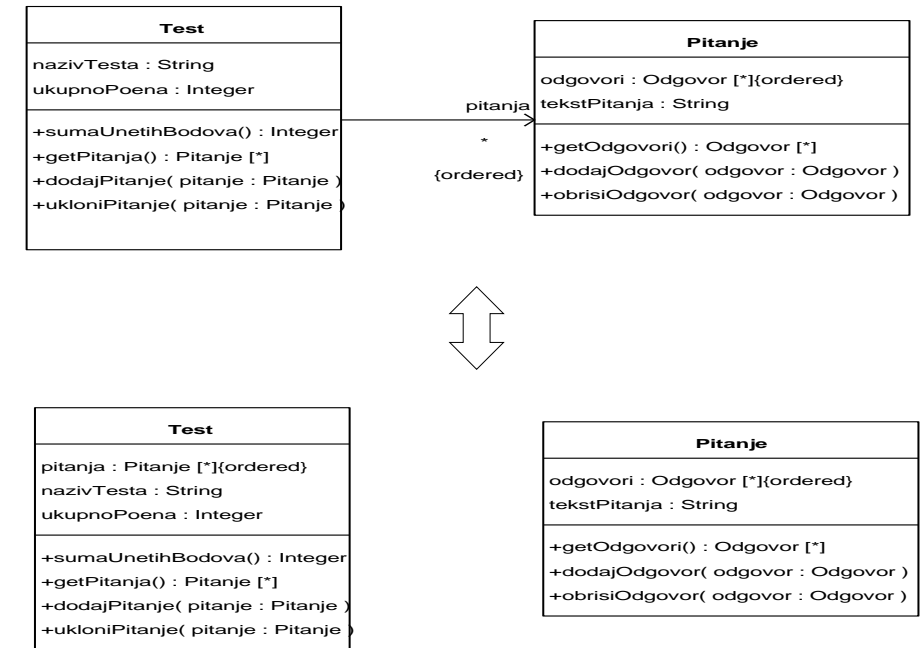 Test
nazivTesta : String
ukupnoPoena : Integer
+sumaUnetihBodova() : Integer
+getPitanja() : Pitanje [*]
+dodajPitanje( pitanje : Pitanje )
+ukloniPitanje( pitanje : Pitanje )
pitanja
*
{ordered}
Pitanje
odgovori : Odgovor [*]{ordered}
tekstPitanja : String
+getOdgovori() : Odgovor [*]
+dodajOdgovor( odgovor : Odgovor )
+obrisiOdgovor( odgovor : Odgovor )
Test
pitanja : Pitanje [*]{ordered}
nazivTesta : String
ukupnoPoena : Integer
+sumaUnetihBodova() : Integer
+getPitanja() : Pitanje [*]
+dodajPitanje( pitanje : Pitanje )
+ukloniPitanje( pitanje : Pitanje )
Pitanje
odgovori : Odgovor [*]{ordered}
tekstPitanja : String
+getOdgovori() : Odgovor [*]
+dodajOdgovor( odgovor : Odgovor )
+obrisiOdgovor( odgovor : Odgovor )